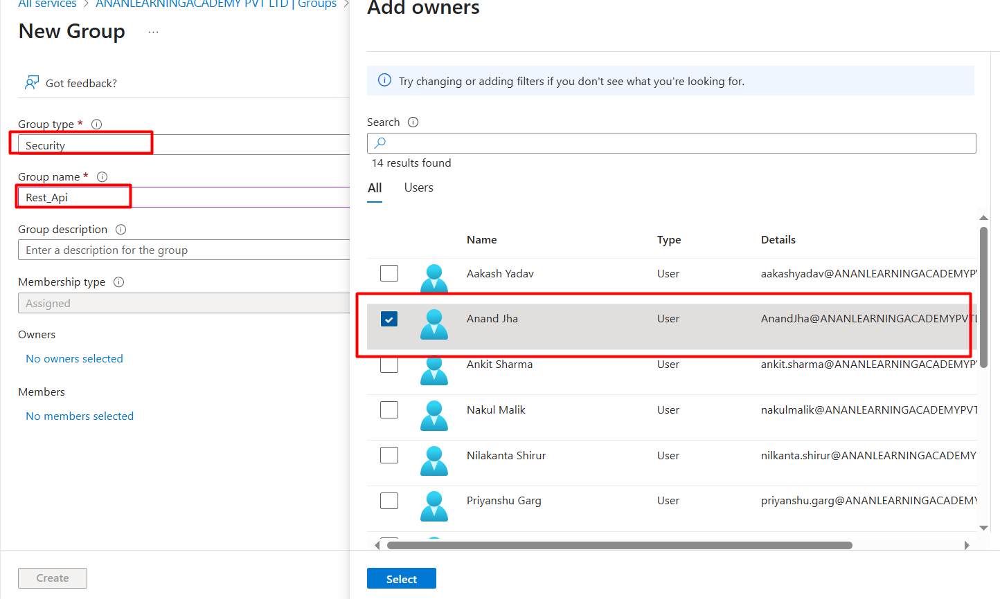 All services > ANANLEARNINGACADEMY PVT LTD | Groups >
New Group ...
Got feedback?
Group type *
Security
Group name *
Rest_Api
Group description
Enter a description for the group
Membership type
Assigned
Owners
No owners selected
Members
No members selected
Create
Add owners
Try changing or adding filters if you don't see what you're looking for.
Search
14 results found
All Users
Name Type Details
Aakash Yadav User aakashyadav@ANANLEARNINGACADEMYPV
Anand Jha User AnandJha@ANANLEARNINGACADEMYPVTL
Ankit Sharma User ankit.sharma@ANANLEARNINGACADEMYPV
Nakul Malik User nakulmalik@ANANLEARNINGACADEMYPVT
Nilakanta Shirur User nilkanta.shirur@ANANLEARNINGACADEMY
Priyanshu Garg User priyanshu.garg@ANANLEARNINGACADEMY
Select